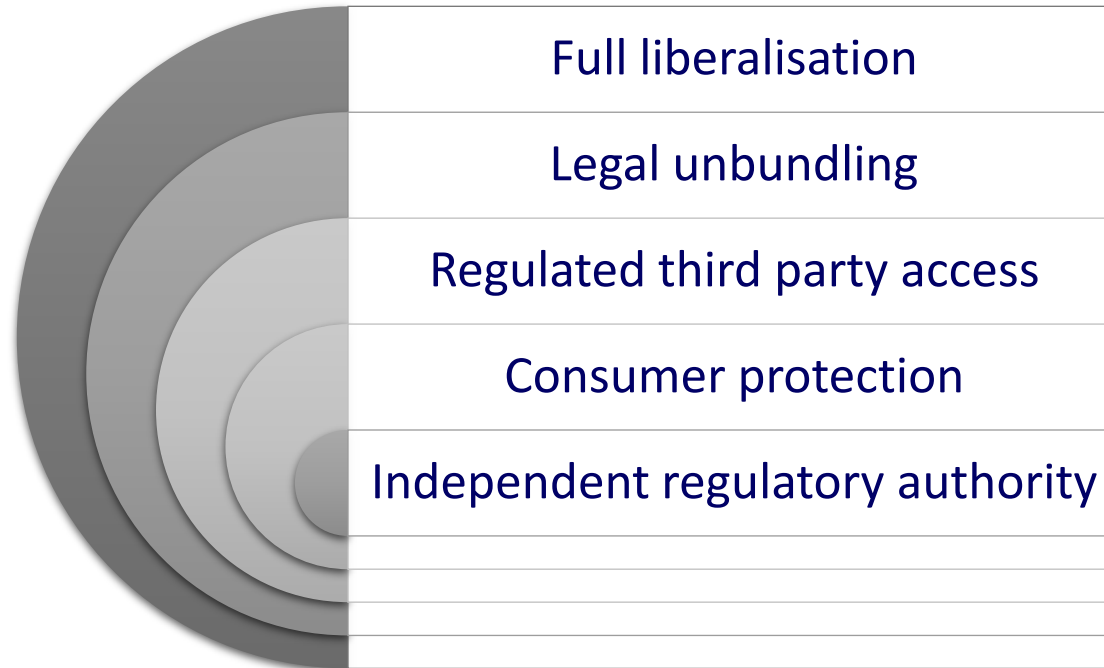 Full liberalisation
Legal unbundling
Regulated third party access
Consumer protection
Independent regulatory authority